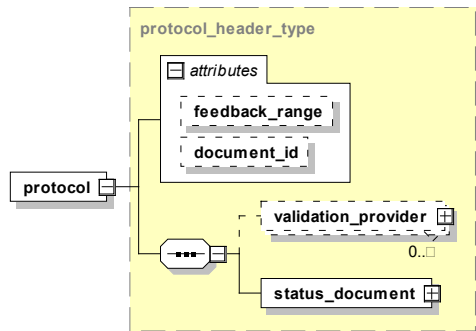 protocol_header_type
attributes
feedback_range
document_id
protocol
validation_provider
0..
status_document